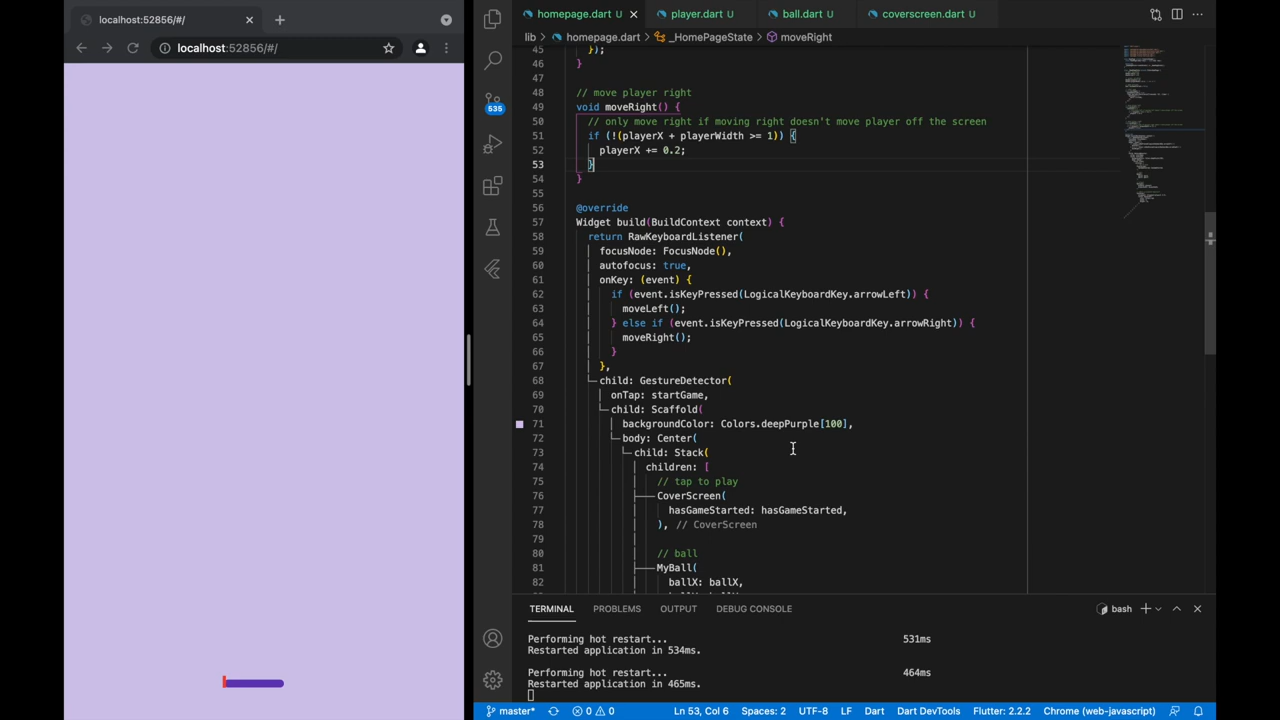 localhost:52856/#/
localhost:52856/#/
homepage.dart
player.dart U
ball.dart U
coverscreen.dart U
lib > homepage.dart > _HomePageState > moveRight
535
45 });
46 }
47
48 // move player right
49 void moveRight() {
50 // only move right if moving right doesn't move player off the screen
51 if (!(playerX + playerWidth >= 1)) {
52 playerX += 0.2;
53 }
54 }
55
56 @override
57 Widget build(BuildContext context) {
58 return RawKeyboardListener(
59 focusNode: FocusNode(),
60 autofocus: true,
61 onKey: (event) {
62 if (event.isKeyPressed(LogicalKeyboardKey.arrowLeft)) {
63 moveLeft();
64 } else if (event.isKeyPressed(LogicalKeyboardKey.arrowRight)) {
65 moveRight();
66 }
67 },
68 child: GestureDetector(
69 onTap: startGame,
70 child: Scaffold(
71 backgroundColor: Colors.deepPurple[100],
72 body: Center(
73 child: Stack(
74 children: [
75 // tap to play
76 CoverScreen(
77 hasGameStarted: hasGameStarted,
78 ), // CoverScreen
79
80 // ball
81 MyBall(
82 ballX: ballX,
TERMINAL PROBLEMS OUTPUT DEBUG CONSOLE bash
Performing hot restart... 531ms
Restarted application in 534ms.
Performing hot restart... 464ms
Restarted application in 465ms.
master* 0 0 Ln 53, Col 6 Spaces: 2 UTF-8 LF Dart Dart DevTools Flutter: 2.2.2 Chrome (web-javascript)